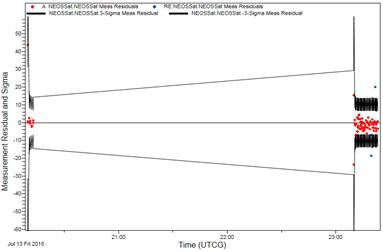 A NEOSSat.NEOSSat Meas Residuals RE NEOSSat.NEOSSat Meas Residuals
NEOSSat.NEOSSat 3-Sigma Meas Residual NEOSSat.NEOSSat -3-Sigma Meas Residual
Measurement Residual and Sigma
50
40
30
20
10
0
-10
-20
-30
-40
-50
-60
21:00 22:00 23:00
Jul 13 Fri 2016 Time (UTCG)